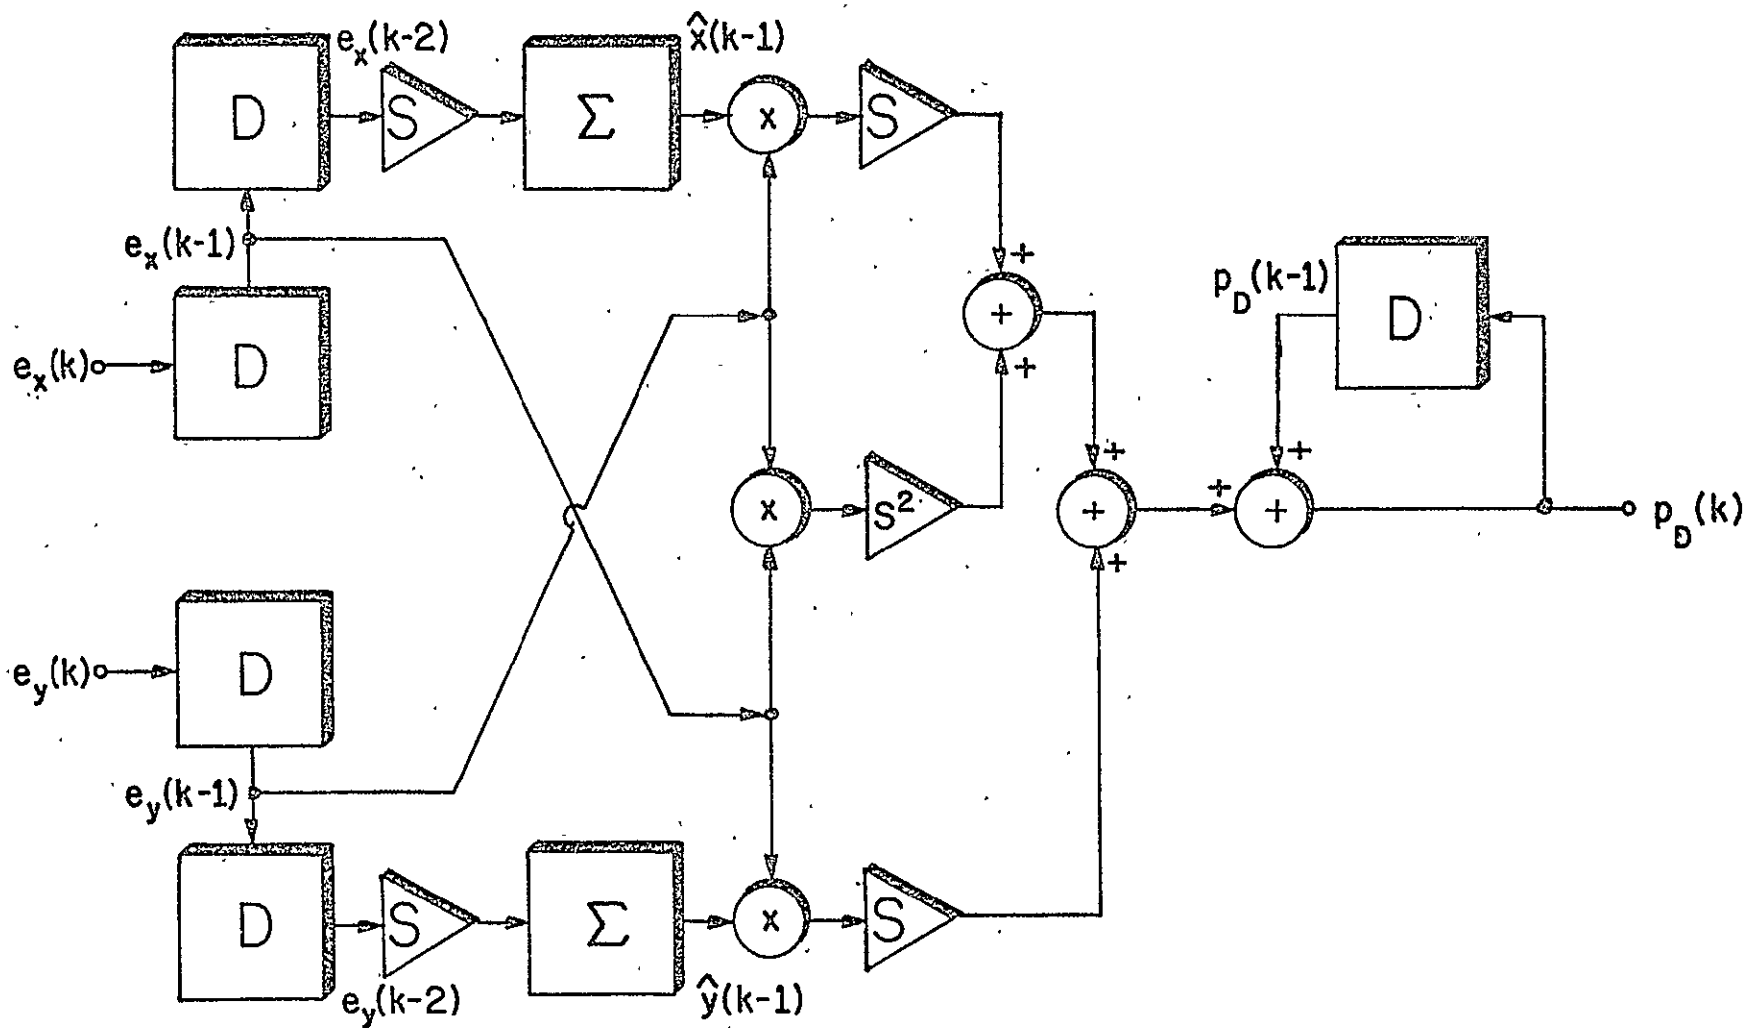 e_x(k-2)
x̂(k-1)
D
S
Σ
x
S
e_x(k-1)
+
p_D(k-1)
D
+
+
e_x(k)
D
+
+
+
x
S²
+
+
+
p_D(k)
e_y(k)
D
e_y(k-1)
D
S
Σ
x
S
e_y(k-2)
ŷ(k-1)